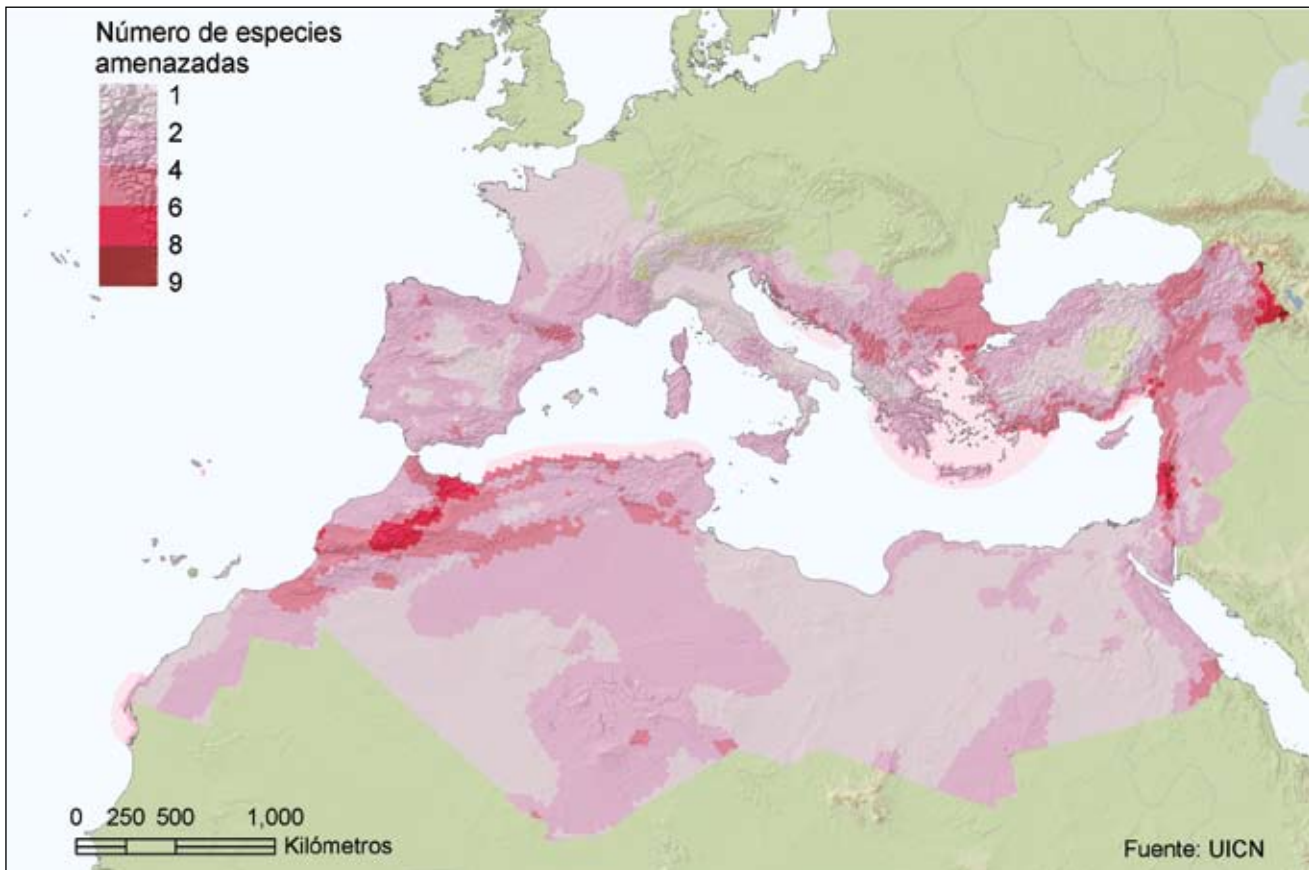 Número de especies
amenazadas
1
2
4
6
8
9
0 250 500 1,000
Kilómetros
Fuente: UICN